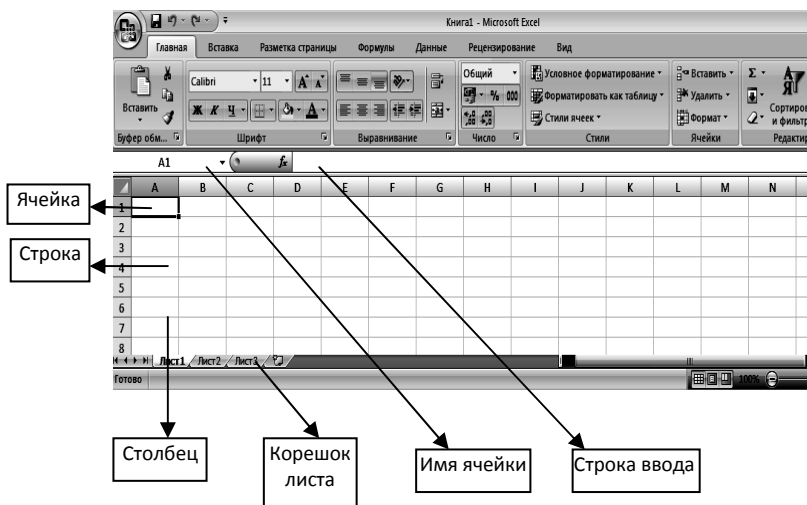 Книга1 - Microsoft Excel
Главная Вставка Разметка страницы Формулы Данные Рецензирование Вид
Calibri 11 Общий Условное форматирование Вставить Σ
Вставить Ж К Ч % 000 Форматировать как таблицу Удалить Сортиров
Стили ячеек Формат и фильтр
Буфер обм... Шрифт Выравнивание Число Стили Ячейки Редактир
A1 fx
A B C D E F G H I J K L M N
Ячейка
1
2
Строка
3
4
5
6
7
8
Лист1 Лист2 Лист3
Готово 100%
Столбец
Корешок
листа
Имя ячейки
Строка ввода